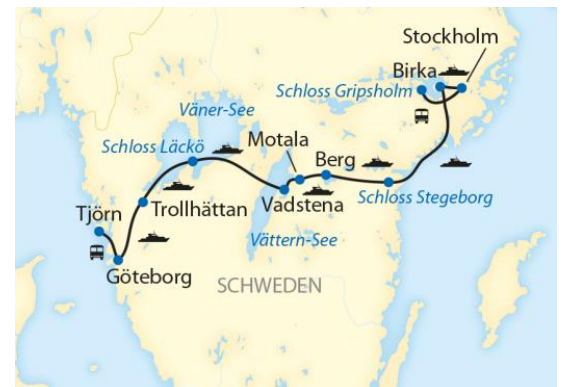 Stockholm
Birka
Schloss Gripsholm
Väner-See
Schloss Läckö
Motala
Berg
Tjörn
Trollhättan
Vadstena
Schloss Stegeborg
Vättern-See
Göteborg
SCHWEDEN